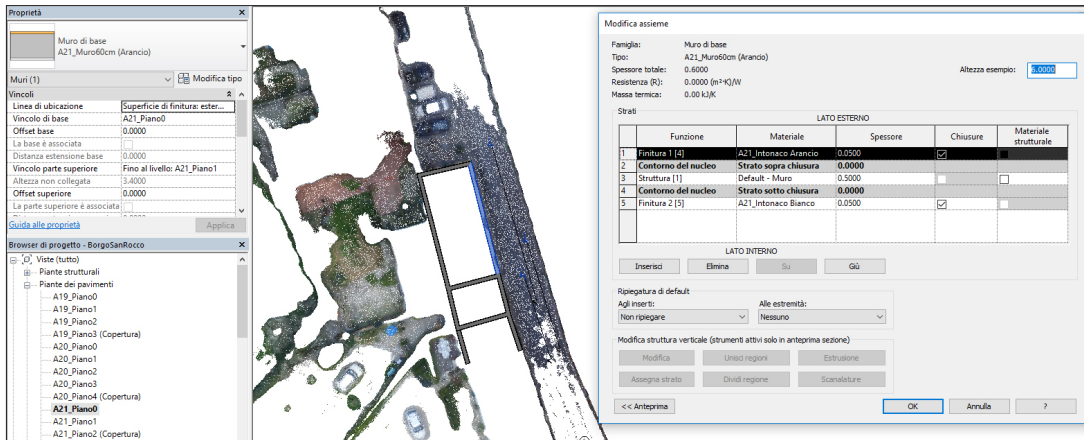 Proprietà
Muro di base
A21_Muro60cm (Arancio)
Muri (1)
Modifica tipo
Vincoli
Linea di ubicazione Superficie di finitura: ester...
Vincolo di base A21_Piano0
Offset base 0.0000
La base è associata
Distanza estensione base 0.0000
Vincolo parte superiore Fino al livello: A21_Piano1
Altezza non collegata 3.4000
Offset superiore 0.0000
La parte superiore è associata
Guida alle proprietà Applica
Browser di progetto - BorgoSanRocco
Viste (tutto)
Piante strutturali
Piante dei pavimenti
A19_Piano0
A19_Piano1
A19_Piano2
A19_Piano3 (Copertura)
A20_Piano0
A20_Piano1
A20_Piano2
A20_Piano3
A20_Piano4 (Copertura)
A21_Piano0
A21_Piano1
A21_Piano2 (Copertura)
Modifica assieme
Famiglia: Muro di base
Tipo: A21_Muro60cm (Arancio)
Spessore totale: 0.6000
Altezza esempio: 6.0000
Resistenza (R): 0.0000 (m²·K)/W
Massa termica: 0.00 kJ/K
Strati
LATO ESTERNO
Funzione Materiale Spessore Chiusure Materiale strutturale
1 Finitura 1 [4] A21_Intonaco Arancio 0.0500
2 Contorno del nucleo Strato sopra chiusura 0.0000
3 Struttura [1] Default - Muro 0.5000
4 Contorno del nucleo Strato sotto chiusura 0.0000
5 Finitura 2 [5] A21_Intonaco Bianco 0.0500
LATO INTERNO
Inserisci Elimina Su Giù
Ripiegatura di default
Agli inserti: Alle estremità:
Non ripiegare Nessuno
Modifica struttura verticale (strumenti attivi solo in anteprima sezione)
Modifica Unisci regioni Estrusione
Assegna strato Dividi regione Scanalature
<< Anteprima OK Annulla ?